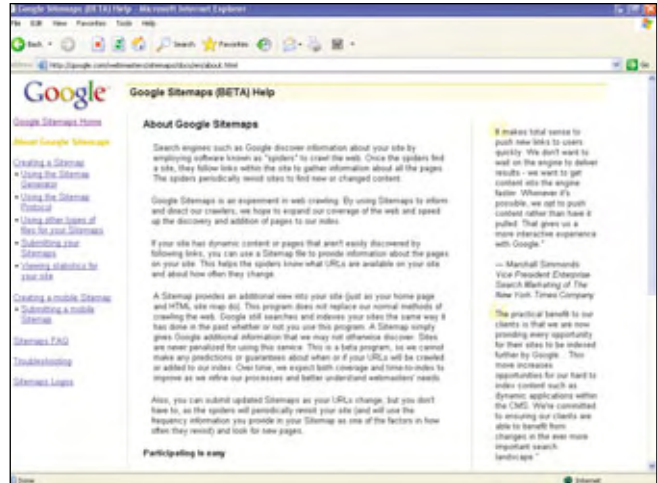 Google Sitemaps (BETA) Help - Microsoft Internet Explorer
File Edit View Favorites Tools Help
Back Search Favorites
Go
Google
Google Sitemaps (BETA) Help
Google Sitemaps Home
About Google Sitemaps
Creating a Sitemap
Using the Sitemap
Generator
Using the Sitemap
Protocol
Using other types of
files for your Sitemaps
Submitting your
Sitemaps
Viewing statistics for
your site
Creating a mobile Sitemap
Submitting a mobile
Sitemap
Sitemaps FAQ
Troubleshooting
Sitemaps Logos
About Google Sitemaps
Search engines such as Google discover information about your site by
employing software known as "spiders" to crawl the web. Once the spiders find
a site, they follow links within the site to gather information about all the pages.
The spiders periodically revisit sites to find new or changed content.
Google Sitemaps is an experiment in web crawling. By using Sitemaps to inform
and direct our crawlers, we hope to expand our coverage of the web and speed
up the discovery and addition of pages to our index.
If your site has dynamic content or pages that aren't easily discovered by
following links, you can use a Sitemap file to provide information about the pages
on your site. This helps the spiders know what URLs are available on your site
and about how often they change.
A Sitemap provides an additional view into your site (just as your home page
and HTML site map do). This program does not replace our normal methods of
crawling the web. Google still searches and indexes your sites the same way it
has done in the past whether or not you use this program. A Sitemap simply
gives Google additional information that we may not otherwise discover. Sites
are never penalized for using this service. This is a beta program, so we cannot
make any predictions or guarantees about when or if your URLs will be crawled
or added to our index. Over time, we expect both coverage and time-to-index to
improve as we refine our processes and better understand webmasters' needs.
Also, you can submit updated Sitemaps as your URLs change, but you don't
have to, as the spiders will periodically revisit your site (and will use the
frequency information you provide in your Sitemap as one of the factors in how
often they revisit) and look for new pages.
Participating is easy
It makes total sense to
push new links to users
quickly. We don't want to
wait on the engine to deliver
results - we want to get
content into the engine
faster. Whenever it's
possible, we opt to push
content rather than have it
pulled. That gives us a
more interactive experience
with Google."
— Marshall Simmonds
Vice President Enterprise
Search Marketing of The
New York Times Company
The practical benefit to our
clients is that we are now
providing every opportunity
for their sites to be indexed
further by Google. This
move increases
opportunities for our hard to
index content such as
dynamic applications within
the CMS. We're committed
to ensuring our clients are
able to benefit from
changes in the ever more
important search
landscape."
Done
Internet